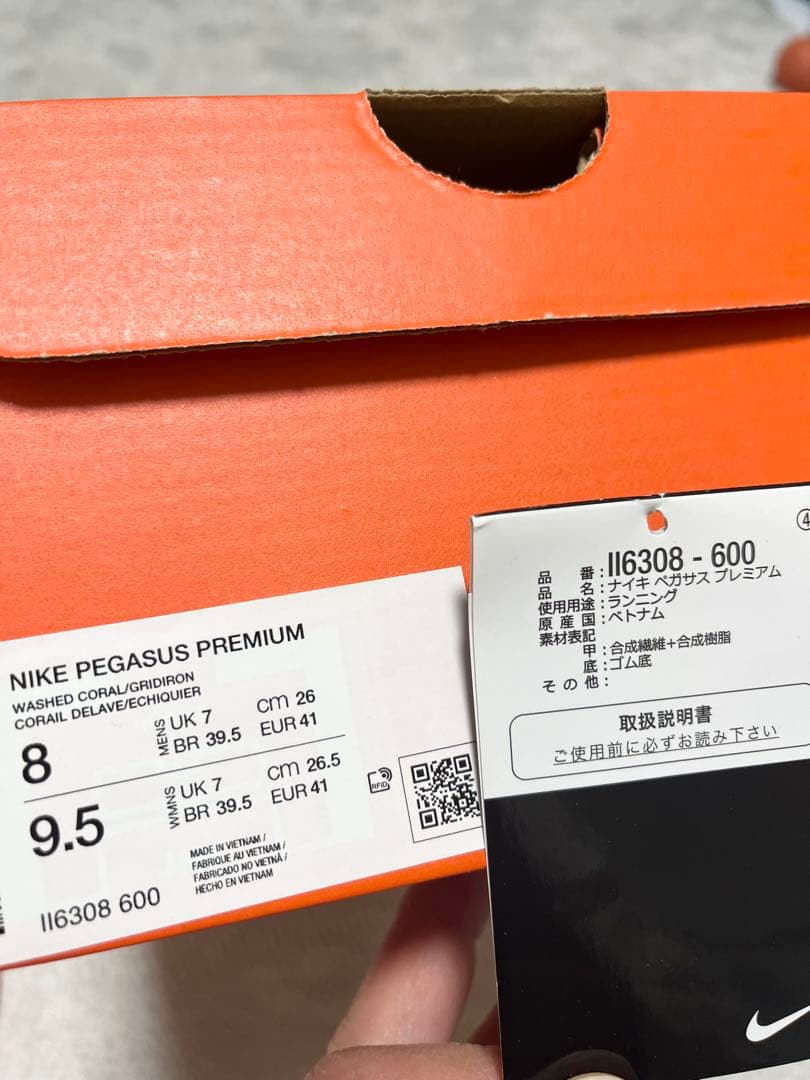 NIKE PEGASUS PREMIUM
WASHED CORAL/GRIDIRON
CORAIL DELAVE/ECHIQUIER
8
MENS
UK 7
BR 39.5
cm 26
EUR 41
9.5
WMNS
UK 7
BR 39.5
cm 26.5
EUR 41
RFID
MADE IN VIETNAM /
FABRIQUE AU VIETNAM /
FABRICADO NO VIETNÃ /
HECHO EN VIETNAM
II6308 600
④
品 番：II6308 - 600
品 名：ナイキ ペガサス プレミアム
使用用途：ランニング
原 産 国：ベトナム
素材表記
甲：合成繊維+合成樹脂
底：ゴム底
そ の 他：
取扱説明書
ご使用前に必ずお読み下さい